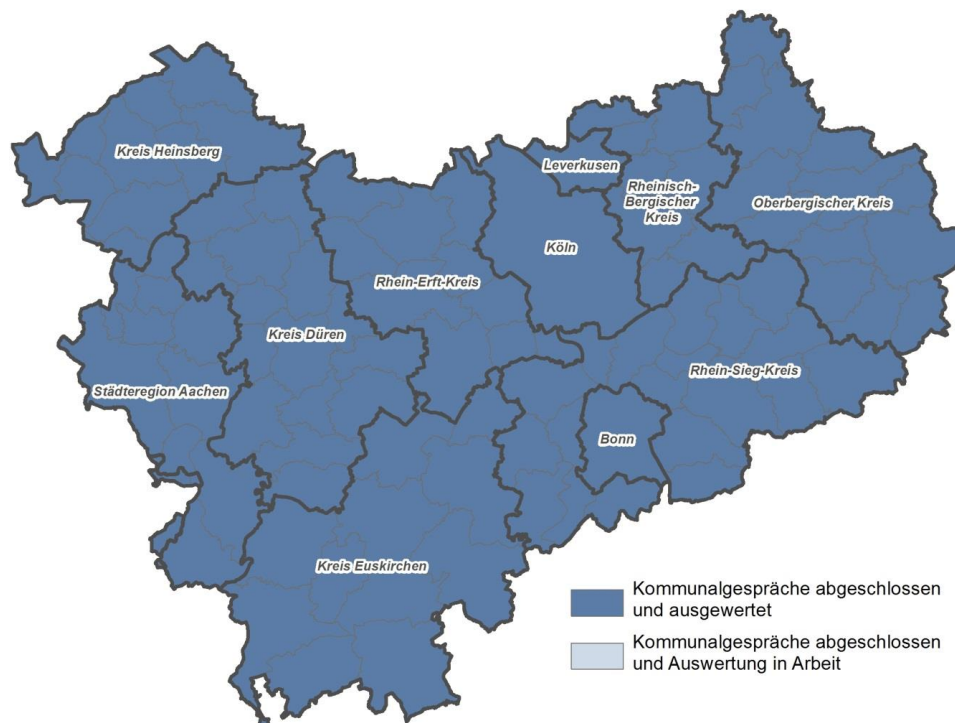 Kreis Heinsberg
Leverkusen
Rheinisch-
Bergischer
Kreis
Oberbergischer Kreis
Köln
Rhein-Erft-Kreis
Kreis Düren
Rhein-Sieg-Kreis
Städteregion Aachen
Bonn
Kreis Euskirchen
Kommunalgespräche abgeschlossen
und ausgewertet
Kommunalgespräche abgeschlossen
und Auswertung in Arbeit